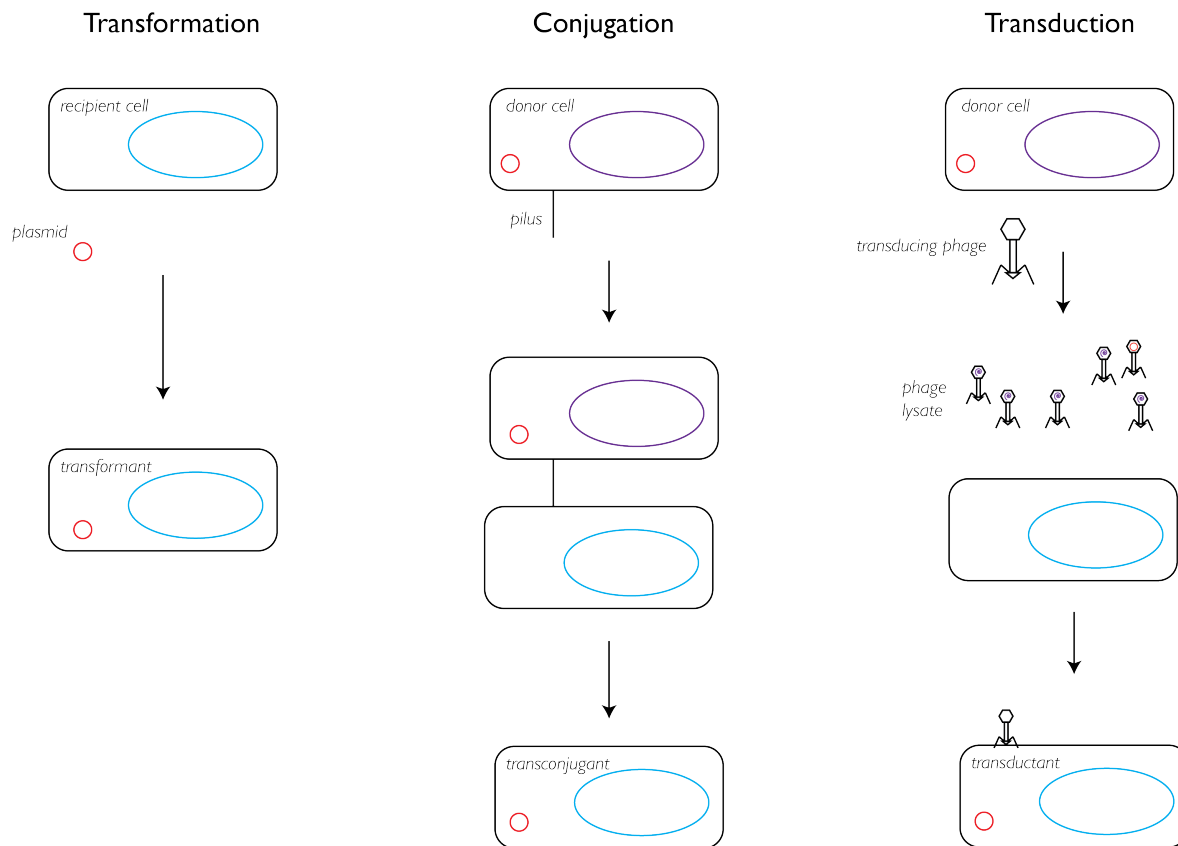 Transformation
Conjugation
Transduction
recipient cell
donor cell
donor cell
pilus
plasmid
transducing phage
phage
lysate
transformant
transconjugant
transductant